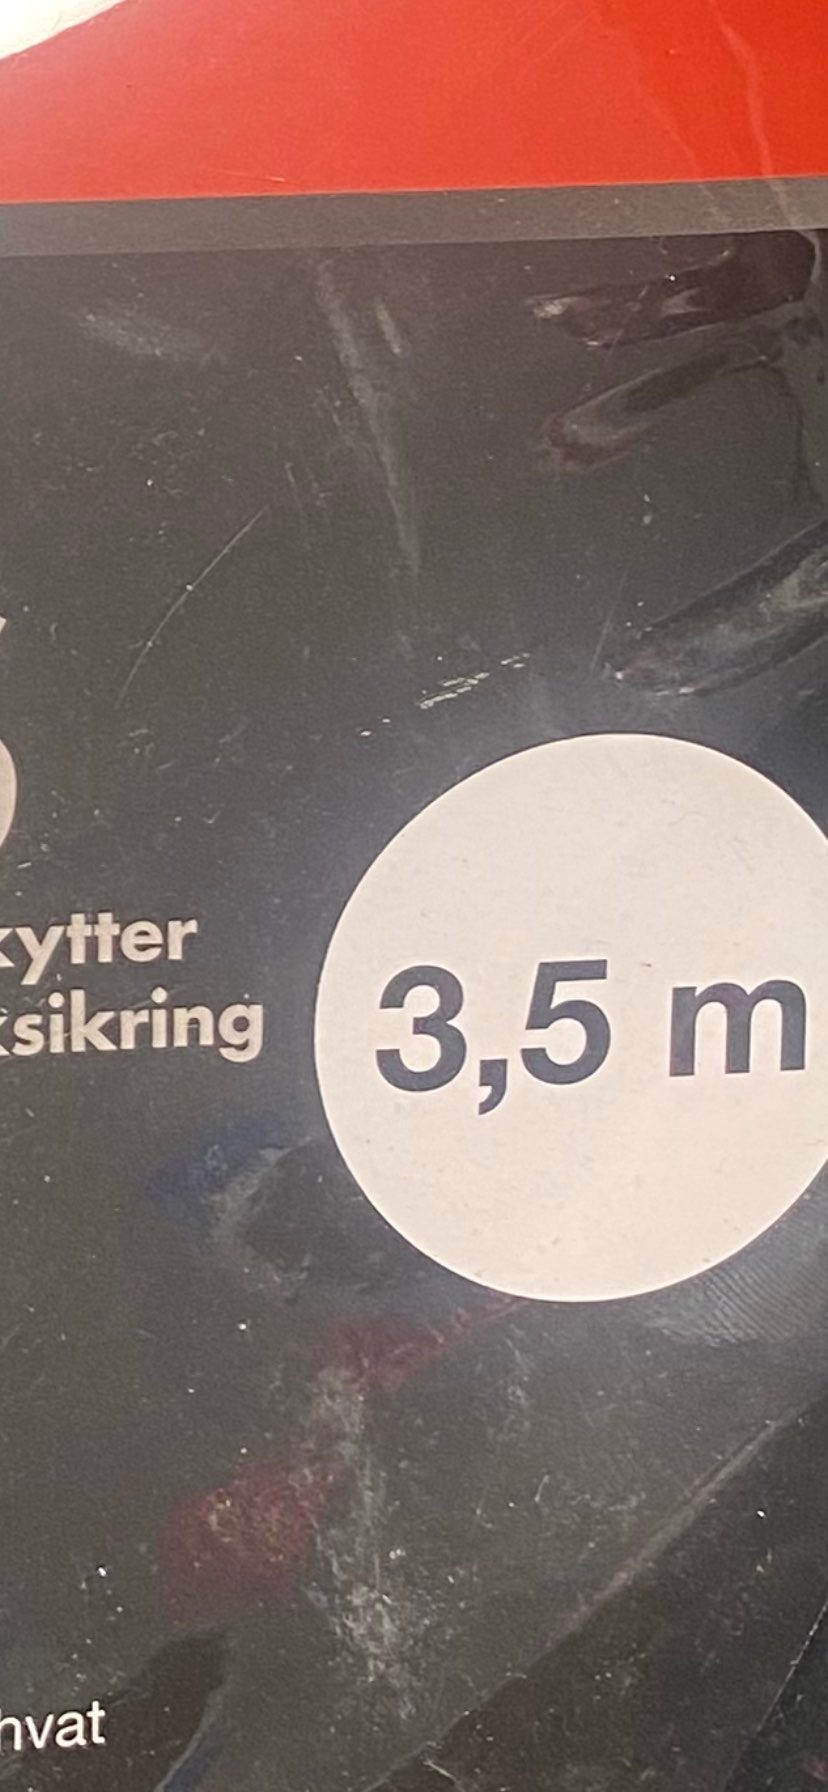 kytter
ksikring
3,5 m
hvat